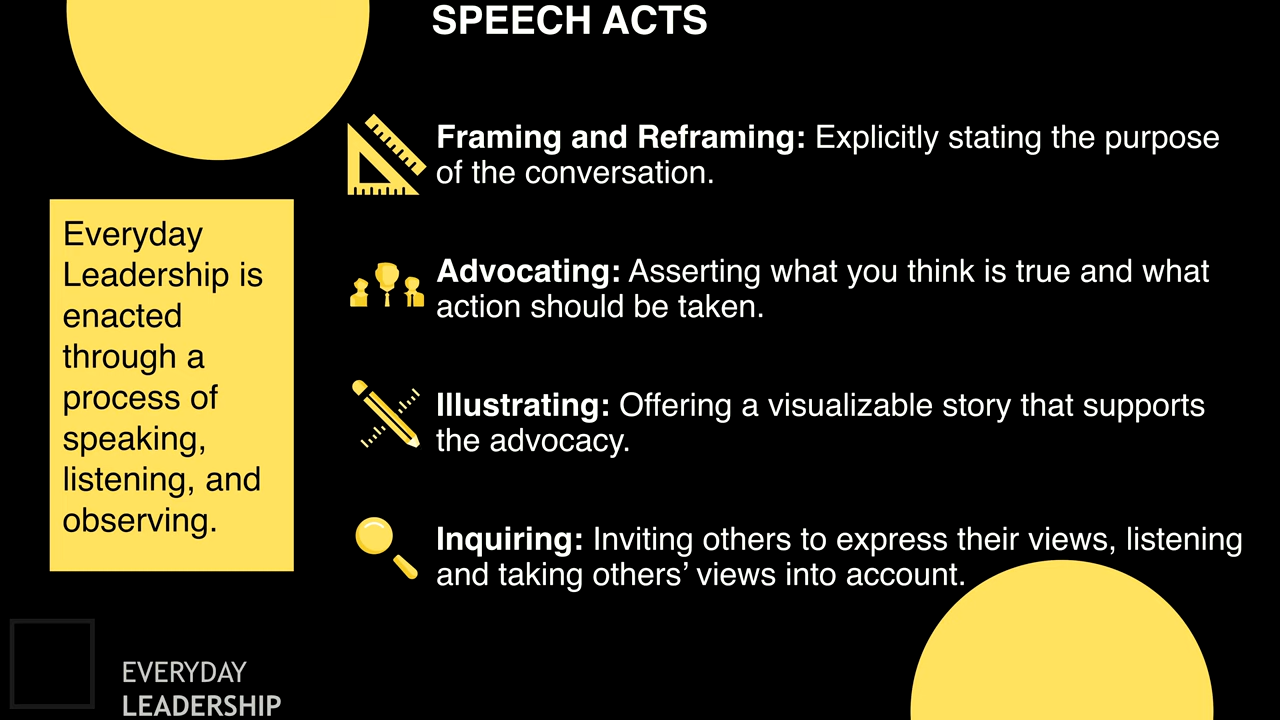 SPEECH ACTS
Everyday
Leadership is
enacted
through a
process of
speaking,
listening, and
observing.
Framing and Reframing: Explicitly stating the purpose
of the conversation.
Advocating: Asserting what you think is true and what
action should be taken.
Illustrating: Offering a visualizable story that supports
the advocacy.
Inquiring: Inviting others to express their views, listening
and taking others’ views into account.
EVERYDAY
LEADERSHIP